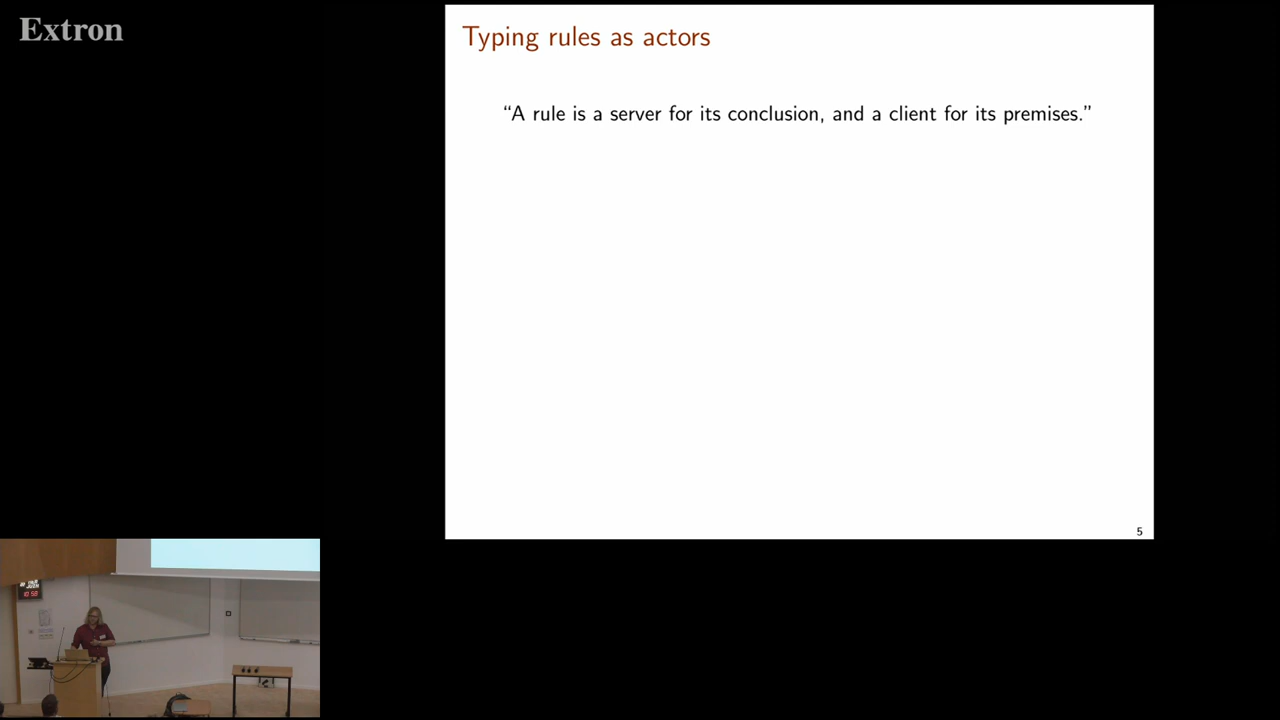 Extron
Typing rules as actors
“A rule is a server for its conclusion, and a client for its premises.”
5